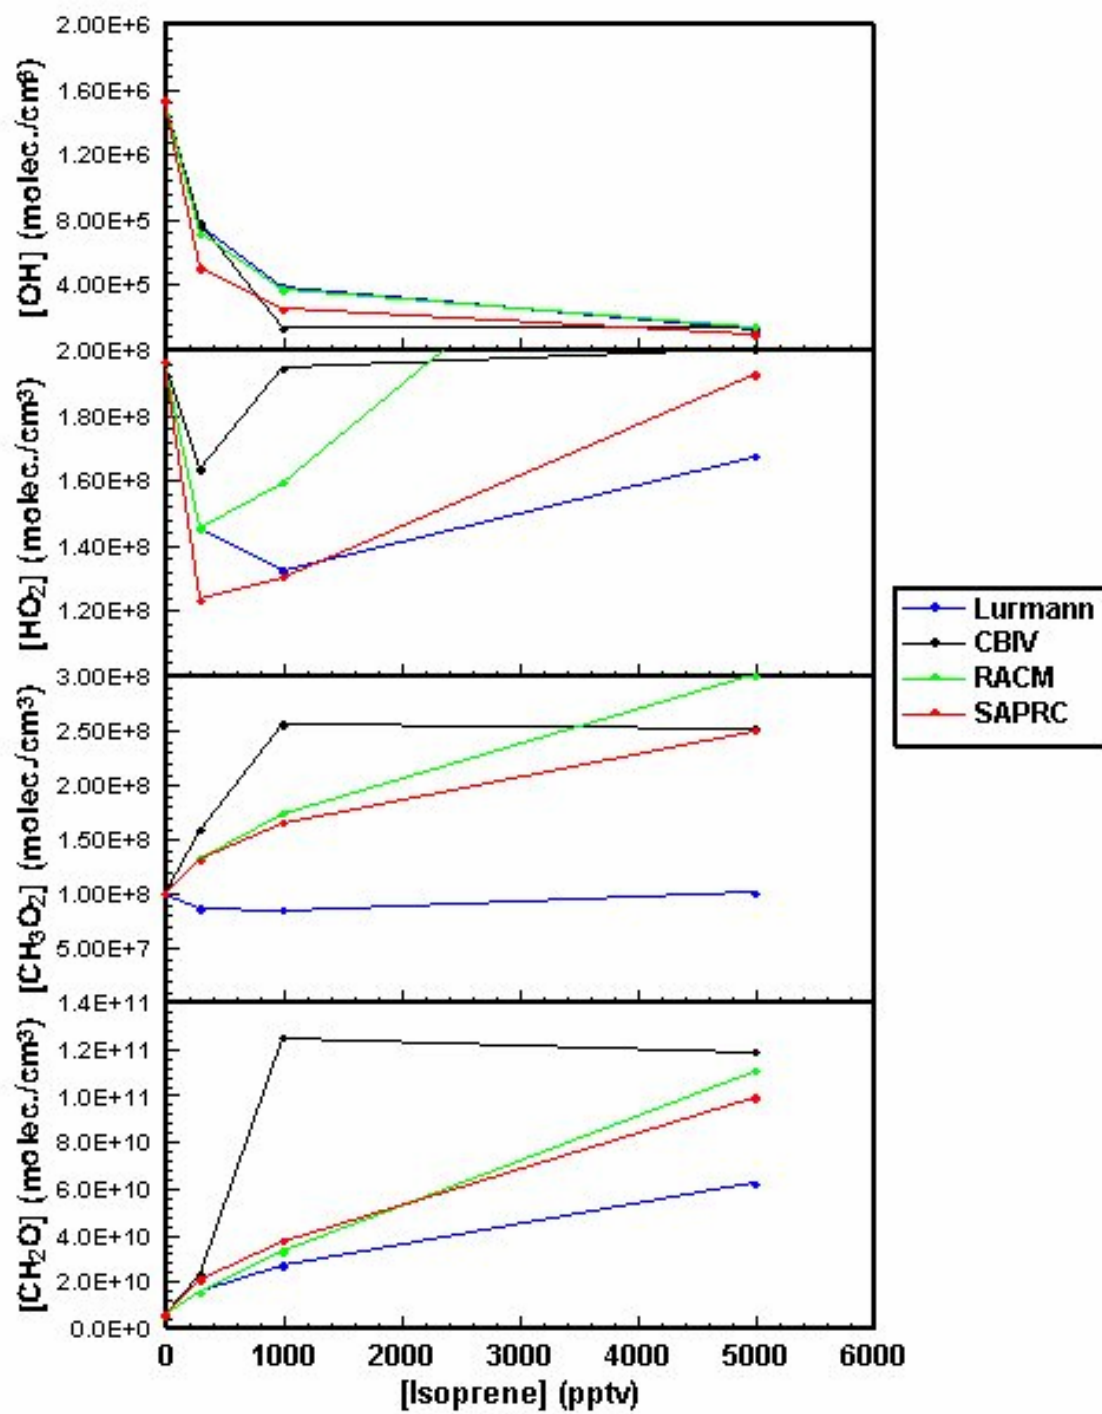 2.00E+6
1.60E+6
1.20E+6
8.00E+5
4.00E+5
[OH] (molec./cm³)
2.00E+8
1.80E+8
1.60E+8
1.40E+8
1.20E+8
[HO₂] (molec./cm³)
3.00E+8
2.50E+8
2.00E+8
1.50E+8
1.00E+8
5.00E+7
[CH₃O₂] (molec./cm³)
1.4E+11
1.2E+11
1.0E+11
8.0E+10
6.0E+10
4.0E+10
2.0E+10
0.0E+0
[CH₂O] (molec./cm³)
0 1000 2000 3000 4000 5000 6000
[Isoprene] (pptv)
Lurmann
CBIV
RACM
SAPRC